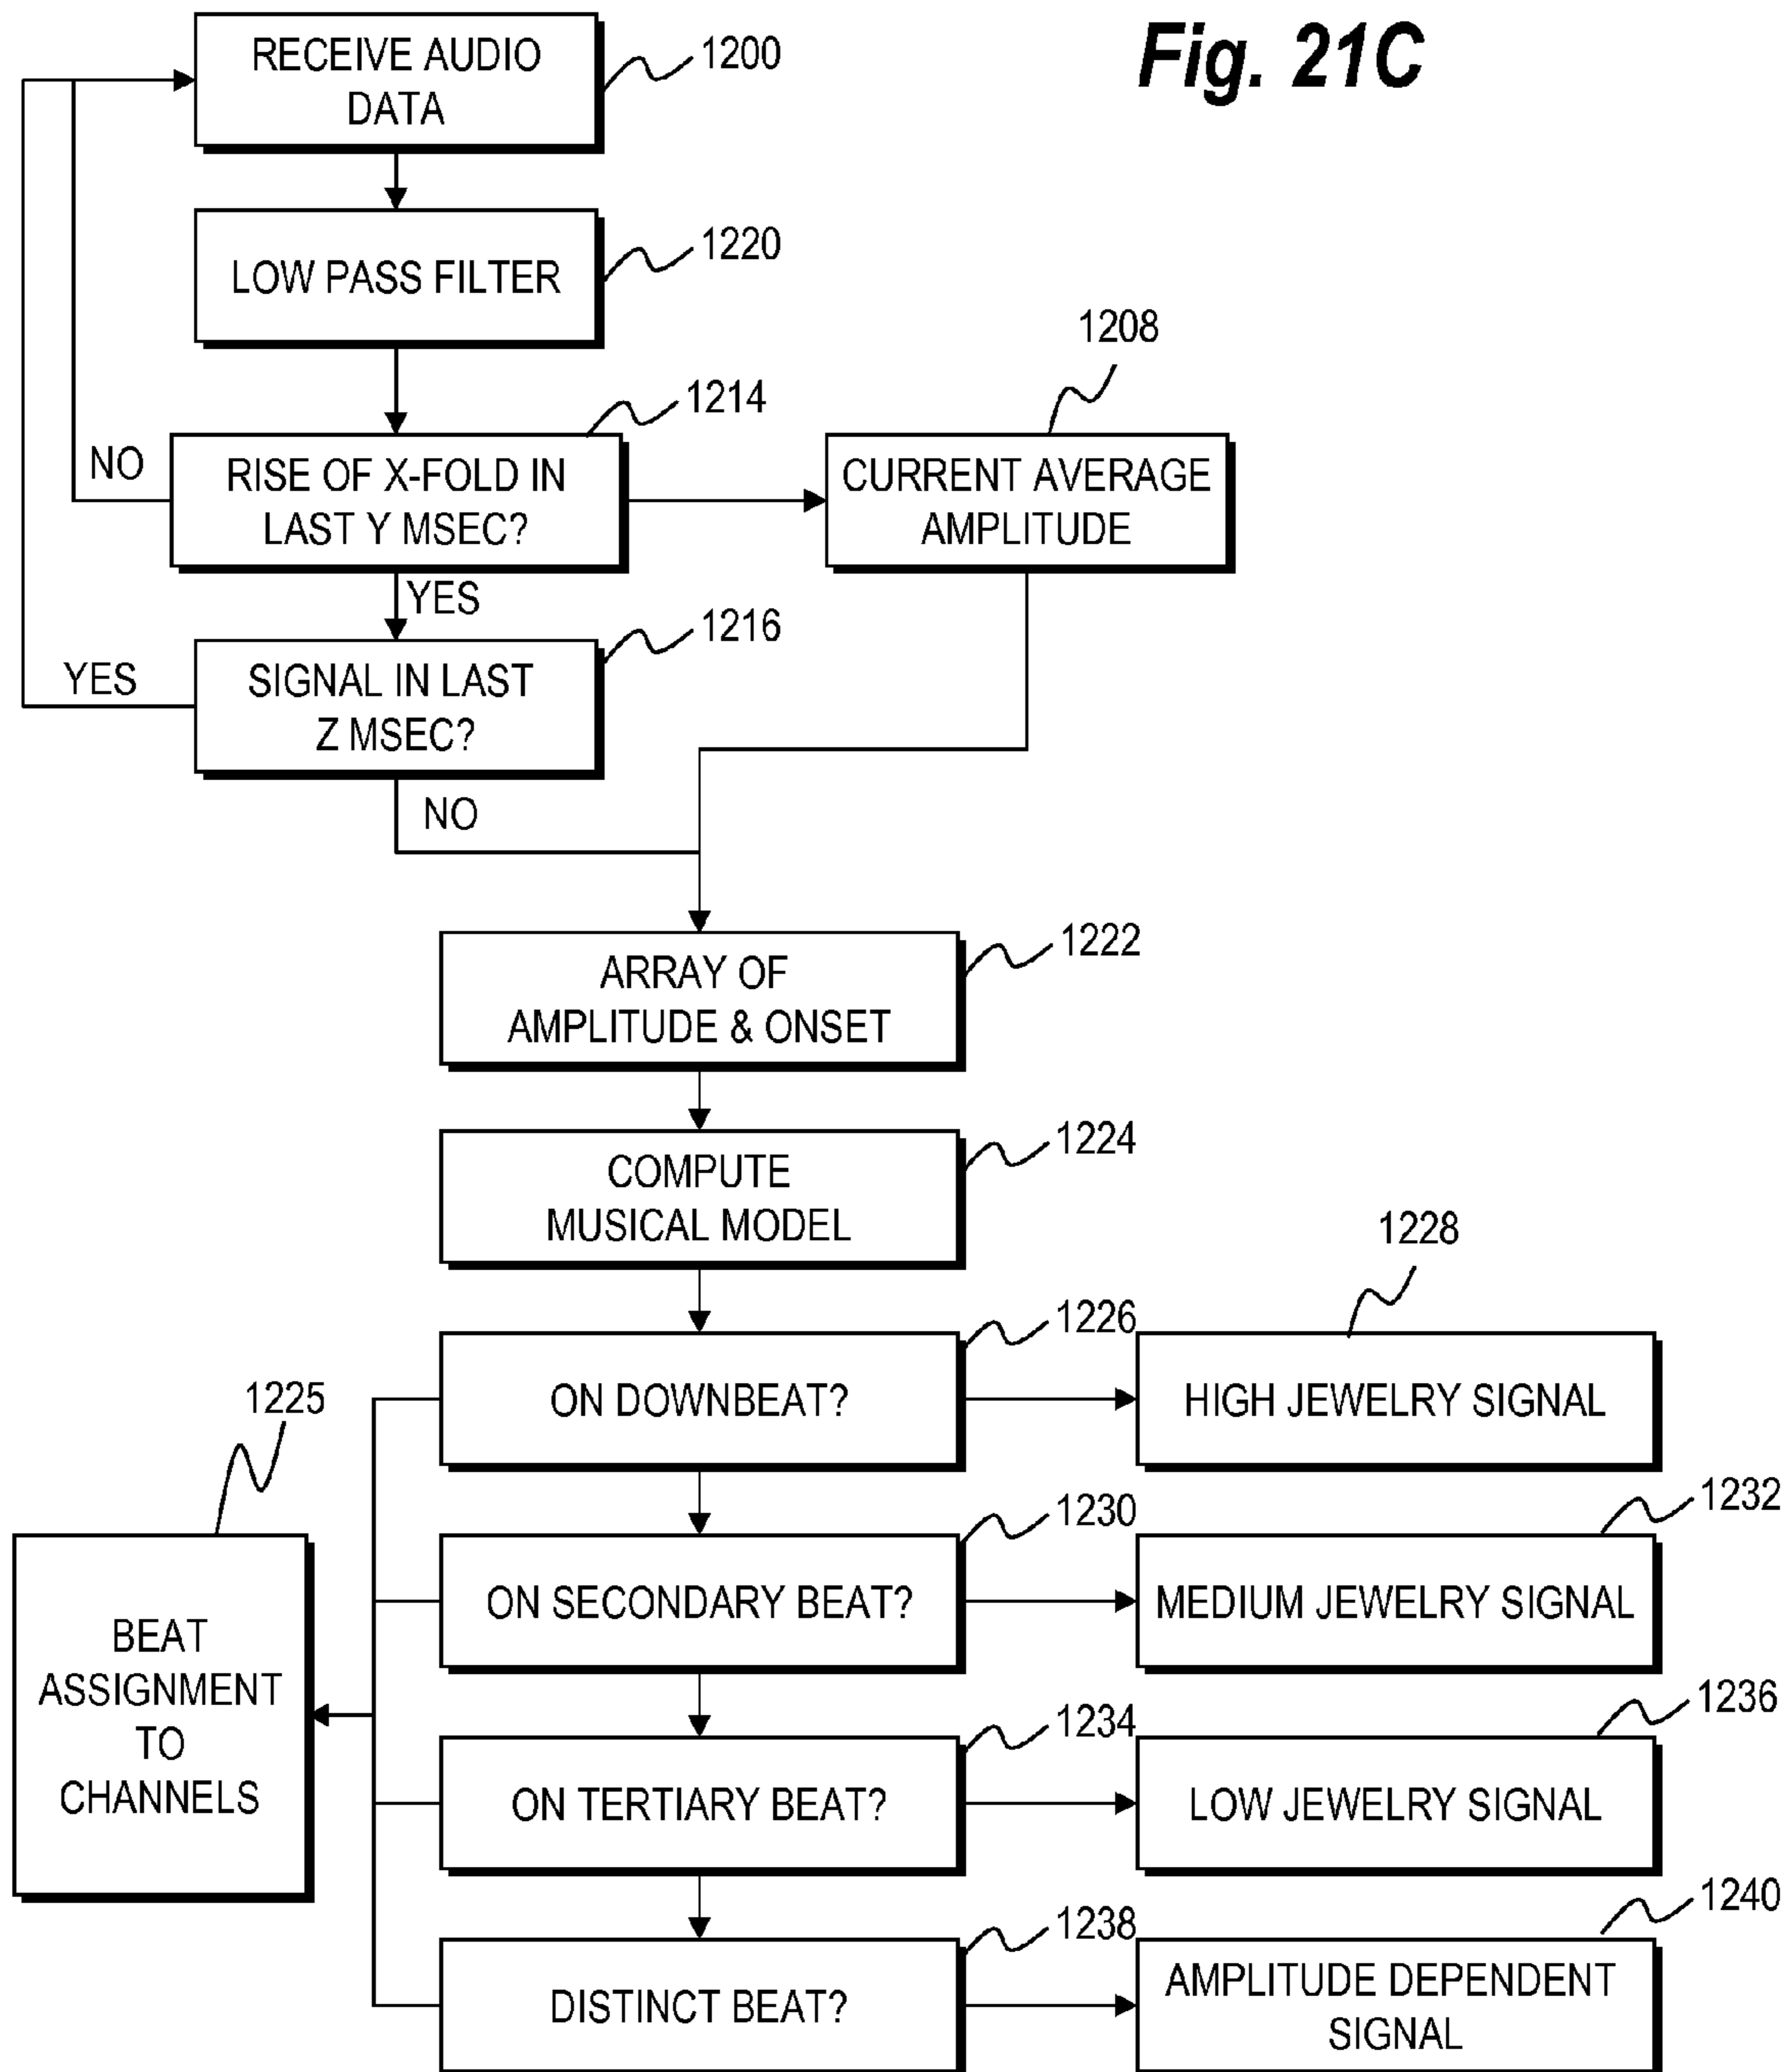 Fig. 21C
RECEIVE AUDIO
DATA
1200
LOW PASS FILTER
1220
1208
1214
NO
RISE OF X-FOLD IN
LAST Y MSEC?
CURRENT AVERAGE
AMPLITUDE
YES
1216
YES
SIGNAL IN LAST
Z MSEC?
NO
1222
ARRAY OF
AMPLITUDE & ONSET
1224
COMPUTE
MUSICAL MODEL
1228
1226
1225
ON DOWNBEAT?
HIGH JEWELRY SIGNAL
1230
1232
ON SECONDARY BEAT?
MEDIUM JEWELRY SIGNAL
BEAT
ASSIGNMENT
TO
CHANNELS
1234
1236
ON TERTIARY BEAT?
LOW JEWELRY SIGNAL
1238
1240
DISTINCT BEAT?
AMPLITUDE DEPENDENT
SIGNAL